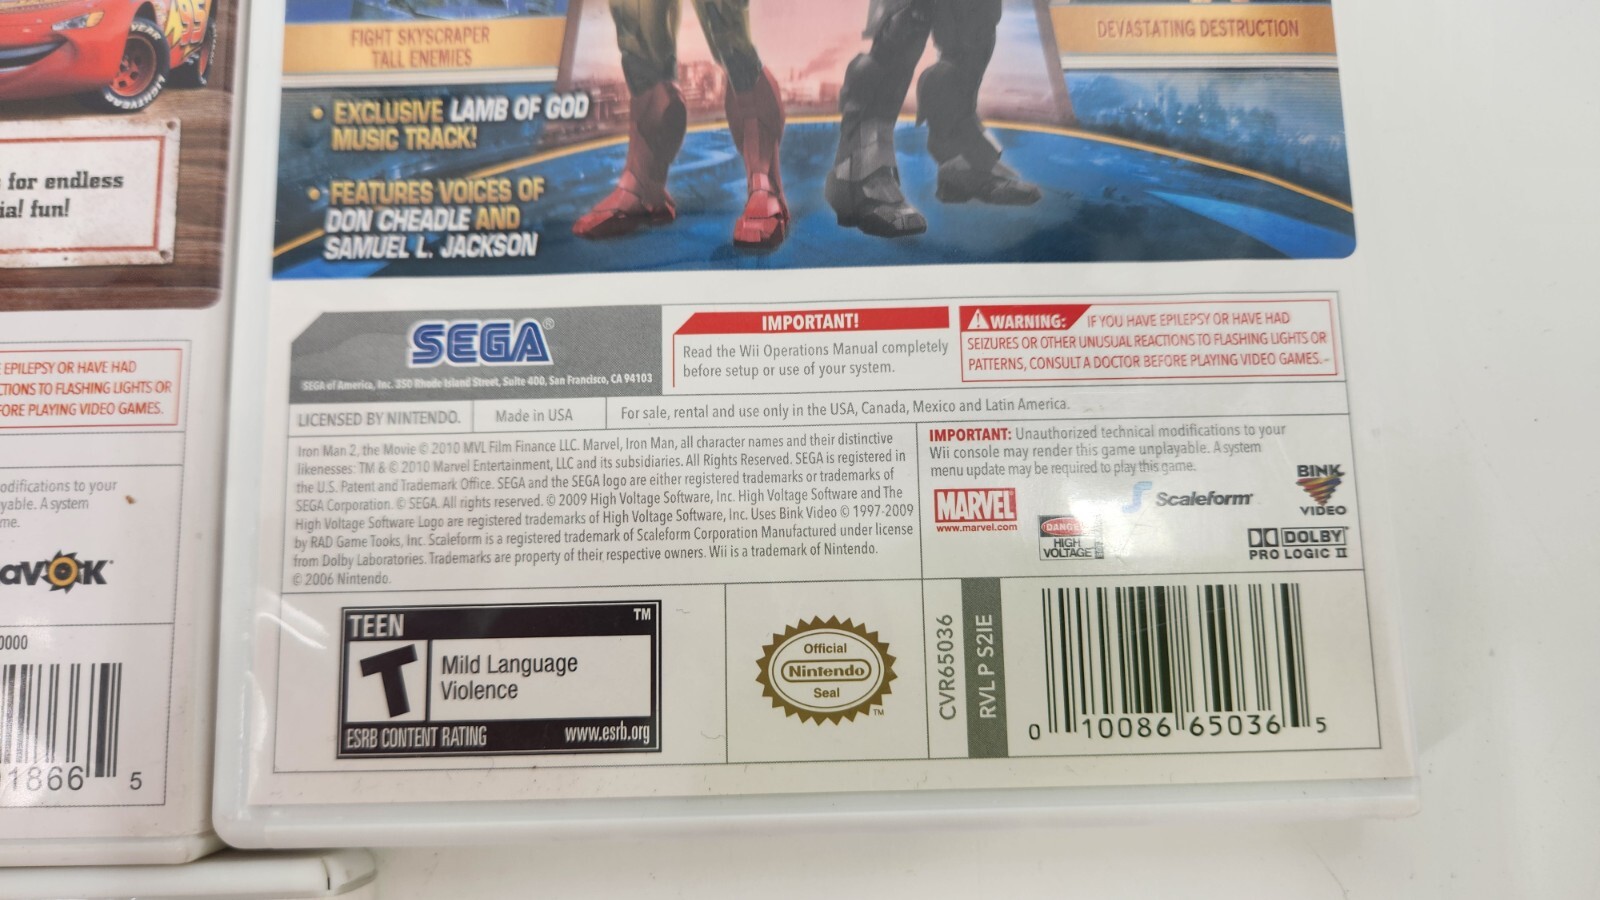 95
YEAR
LIGHTYEAR
for endless
ial fun!
EPILEPSY OR HAVE HAD
CTIONS TO FLASHING LIGHTS OR
FORE PLAYING VIDEO GAMES.
odifications to your
yable. A system
me.
avOK
0000
1866 5
FIGHT SKYSCRAPER
TALL ENEMIES
DEVASTATING DESTRUCTION
• EXCLUSIVE LAMB OF GOD
MUSIC TRACK!
• FEATURES VOICES OF
DON CHEADLE AND
SAMUEL L. JACKSON
SEGA®
SEGA of America, Inc. 350 Rhode Island Street, Suite 400, San Francisco, CA 94103
IMPORTANT!
Read the Wii Operations Manual completely
before setup or use of your system.
WARNING: IF YOU HAVE EPILEPSY OR HAVE HAD
SEIZURES OR OTHER UNUSUAL REACTIONS TO FLASHING LIGHTS OR
PATTERNS, CONSULT A DOCTOR BEFORE PLAYING VIDEO GAMES.
LICENSED BY NINTENDO.
Made in USA
For sale, rental and use only in the USA, Canada, Mexico and Latin America.
Iron Man 2, the Movie © 2010 MVL Film Finance LLC. Marvel, Iron Man, all character names and their distinctive
likenesses: TM & © 2010 Marvel Entertainment, LLC and its subsidiaries. All Rights Reserved. SEGA is registered in
the U.S. Patent and Trademark Office. SEGA and the SEGA logo are either registered trademarks or trademarks of
SEGA Corporation. © SEGA. All rights reserved. © 2009 High Voltage Software, Inc. High Voltage Software and The
High Voltage Software Logo are registered trademarks of High Voltage Software, Inc. Uses Bink Video © 1997-2009
by RAD Game Tooks, Inc. Scaleform is a registered trademark of Scaleform Corporation Manufactured under license
from Dolby Laboratories. Trademarks are property of their respective owners. Wii is a trademark of Nintendo.
© 2006 Nintendo.
IMPORTANT: Unauthorized technical modifications to your
Wii console may render this game unplayable. A system
menu update may be required to play this game.
MARVEL
www.marvel.com
DANGER
HIGH
VOLTAGE
Scaleform
BINK
VIDEO
DOLBY
PRO LOGIC II
TEEN TM
T
Mild Language
Violence
ESRB CONTENT RATING www.esrb.org
Official
Nintendo
Seal
TM
CVR65036
RVL P S2IE
0 10086 65036 5